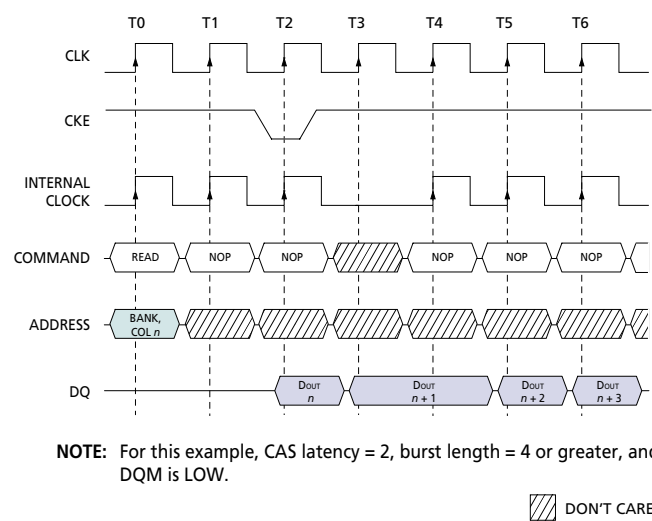 T0 T1 T2 T3 T4 T5 T6
CLK
CKE
INTERNAL
CLOCK
COMMAND READ NOP NOP NOP NOP NOP
ADDRESS BANK,
COL n
DQ DOUT DOUT DOUT DOUT
n n + 1 n + 2 n + 3
NOTE: For this example, CAS latency = 2, burst length = 4 or greater, and
DQM is LOW.
DON'T CARE